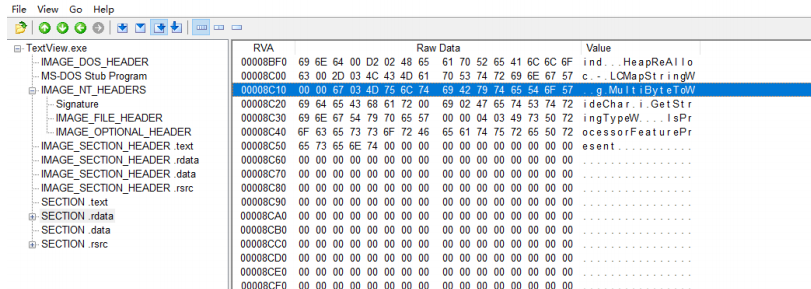 File View Go Help
TextView.exe
IMAGE_DOS_HEADER
MS-DOS Stub Program
IMAGE_NT_HEADERS
Signature
IMAGE_FILE_HEADER
IMAGE_OPTIONAL_HEADER
IMAGE_SECTION_HEADER .text
IMAGE_SECTION_HEADER .rdata
IMAGE_SECTION_HEADER .data
IMAGE_SECTION_HEADER .rsrc
SECTION .text
SECTION .rdata
SECTION .data
SECTION .rsrc
RVA Raw Data Value
00008BF0 69 6E 64 00 D2 02 48 65 61 70 52 65 41 6C 6C 6F ind...HeapReAllo
00008C00 63 00 2D 03 4C 43 4D 61 70 53 74 72 69 6E 67 57 c.-.LCMapStringW
00008C10 00 00 67 03 4D 75 6C 74 69 42 79 74 65 54 6F 57 ..g.MultiByteToW
00008C20 69 64 65 43 68 61 72 00 69 02 47 65 74 53 74 72 ideChar.i.GetStr
00008C30 69 6E 67 54 79 70 65 57 00 00 04 03 49 73 50 72 ingTypeW....IsPr
00008C40 6F 63 65 73 73 6F 72 46 65 61 74 75 72 65 50 72 ocessorFeaturePr
00008C50 65 73 65 6E 74 00 00 00 00 00 00 00 00 00 00 00 esent...........
00008C60 00 00 00 00 00 00 00 00 00 00 00 00 00 00 00 00 ................
00008C70 00 00 00 00 00 00 00 00 00 00 00 00 00 00 00 00 ................
00008C80 00 00 00 00 00 00 00 00 00 00 00 00 00 00 00 00 ................
00008C90 00 00 00 00 00 00 00 00 00 00 00 00 00 00 00 00 ................
00008CA0 00 00 00 00 00 00 00 00 00 00 00 00 00 00 00 00 ................
00008CB0 00 00 00 00 00 00 00 00 00 00 00 00 00 00 00 00 ................
00008CC0 00 00 00 00 00 00 00 00 00 00 00 00 00 00 00 00 ................
00008CD0 00 00 00 00 00 00 00 00 00 00 00 00 00 00 00 00 ................
00008CE0 00 00 00 00 00 00 00 00 00 00 00 00 00 00 00 00 ................
00008CF0 00 00 00 00 00 00 00 00 00 00 00 00 00 00 00 00